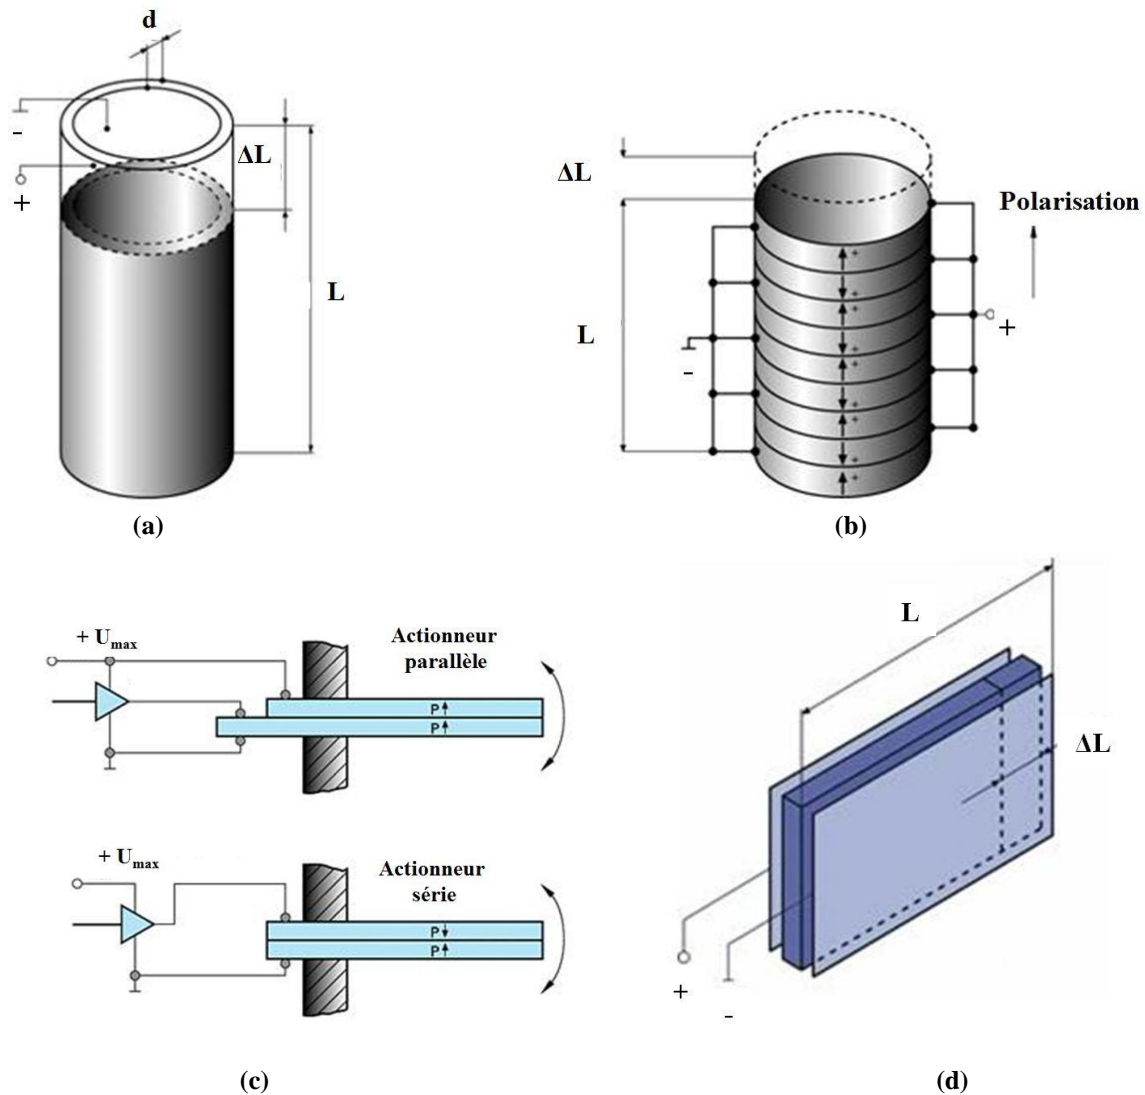 d
-
+
ΔL
L
(a)
ΔL
L
-
+
Polarisation
(b)
+ Umax
Actionneur
parallèle
P
P
+ Umax
Actionneur
série
P
P
(c)
L
ΔL
+
-
(d)